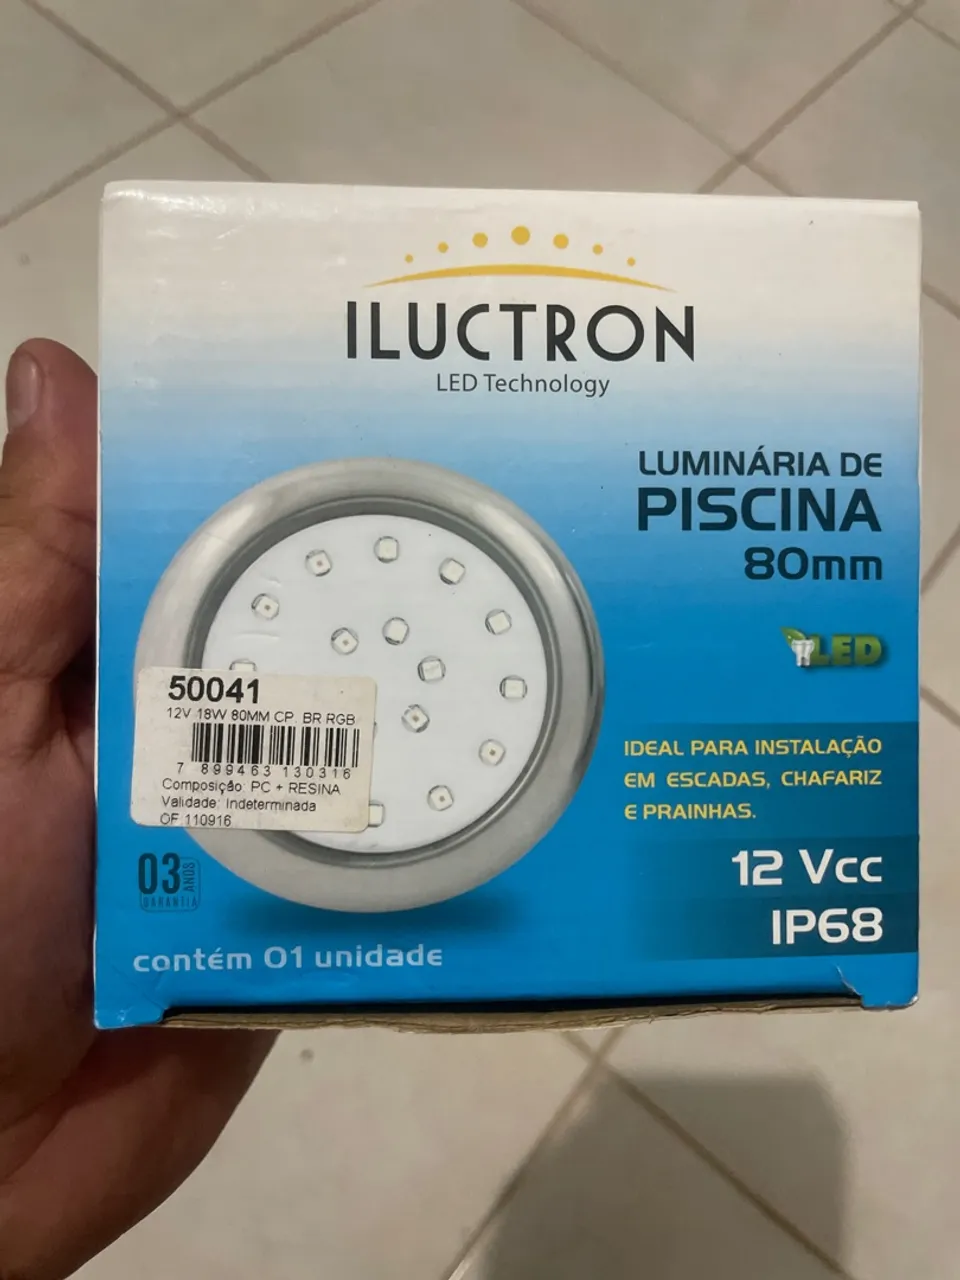 ILUCTRON
LED Technology
LUMINÁRIA DE
PISCINA
80mm
LED
50041
12V 18W 80MM CP. BR RGB
7 899463 130316
Composição: PC + RESINA
Validade: Indeterminada
OF 110916
IDEAL PARA INSTALAÇÃO
EM ESCADAS, CHAFARIZ
E PRAINHAS.
12 Vcc
IP68
03 ANOS
GARANTIA
contém 01 unidade